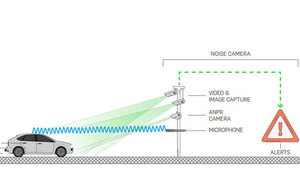 NOISE CAMERA
VIDEO &
IMAGE CAPTURE
ANPR
CAMERA
MICROPHONE
ALERTS